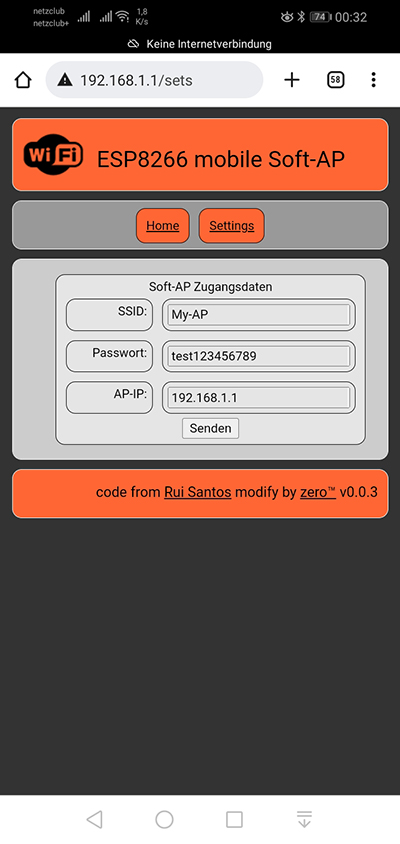 netzclub
netzclub+
1,8
K/s
74
00:32
Keine Internetverbindung
192.168.1.1/sets
58
WiFi
ESP8266 mobile Soft-AP
Home
Settings
Soft-AP Zugangsdaten
SSID:
My-AP
Passwort:
test123456789
AP-IP:
192.168.1.1
Senden
code from Rui Santos modify by zero™ v0.0.3